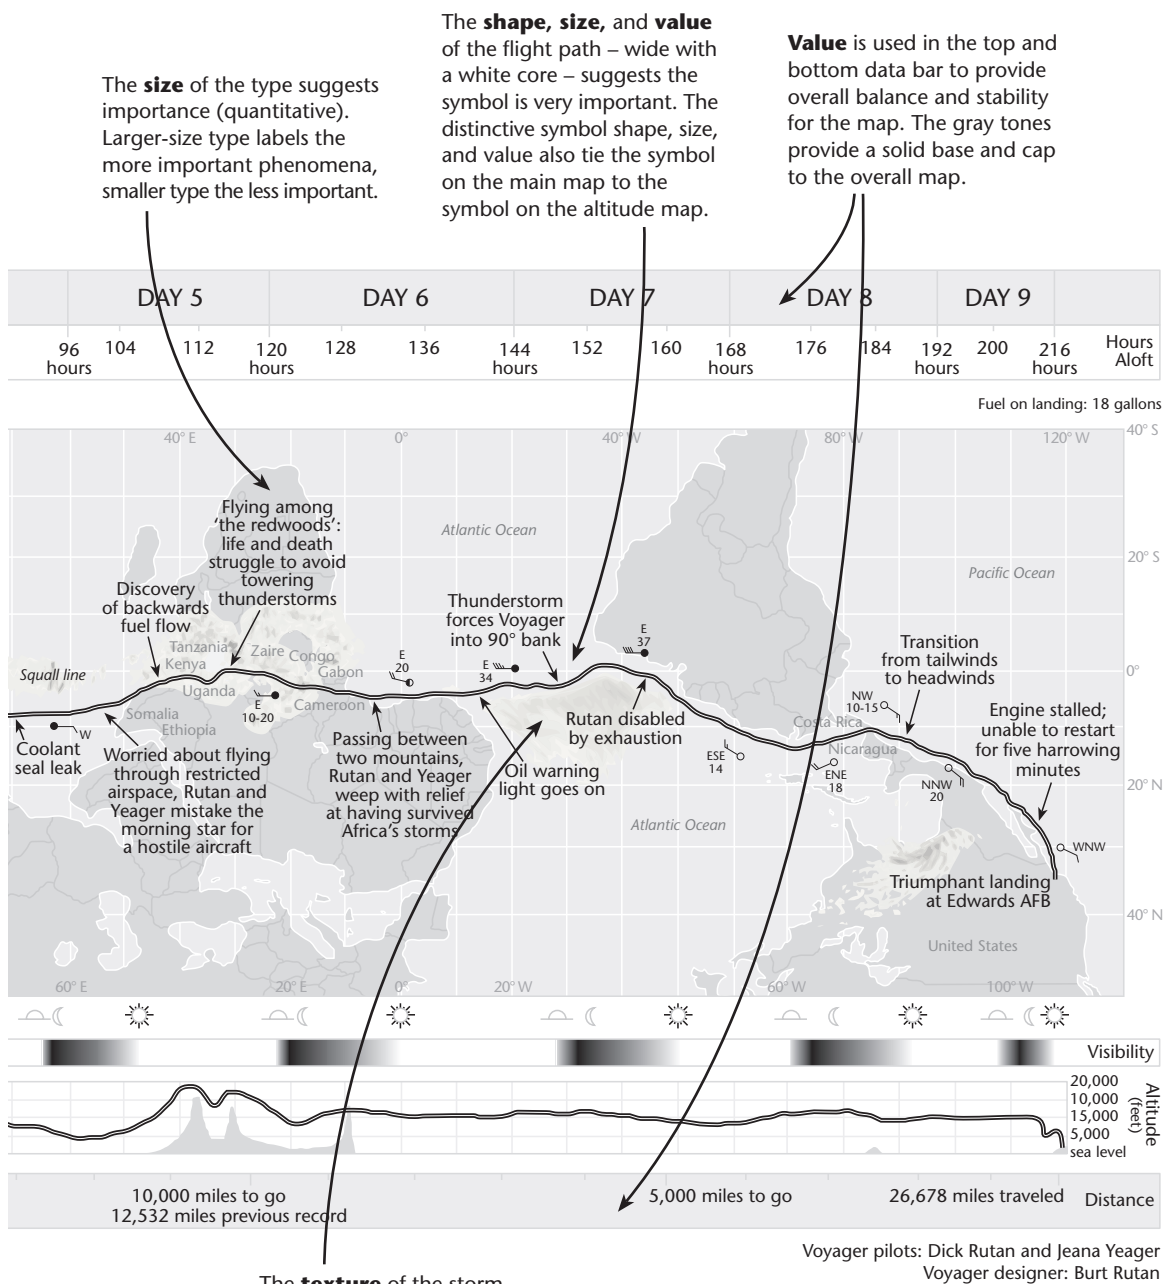 The shape, size, and value
of the flight path – wide with
a white core – suggests the
symbol is very important. The
distinctive symbol shape, size,
and value also tie the symbol
on the main map to the
symbol on the altitude map.
Value is used in the top and
bottom data bar to provide
overall balance and stability
for the map. The gray tones
provide a solid base and cap
to the overall map.
The size of the type suggests
importance (quantitative).
Larger-size type labels the
more important phenomena,
smaller type the less important.
DAY 5 DAY 6 DAY 7 DAY 8 DAY 9
96 hours 104 112 120 hours 128 136 144 hours 152 160 168 hours 176 184 192 hours 200 216 hours
Hours
Aloft
Fuel on landing: 18 gallons
40° E 0° 40° W 80° W 120° W 40° S
Flying among
‘the redwoods’:
life and death
struggle to avoid
towering
thunderstorms
Atlantic Ocean
20° S
Pacific Ocean
Discovery
of backwards
fuel flow
Thunderstorm
forces Voyager
into 90° bank
E
37
Transition
from tailwinds
to headwinds
Tanzania
Kenya
Zaire
Congo
Gabon
Uganda
Cameroon
Somalia
Ethiopia
Squall line
E
20
E
34
0°
E
10-20
W
Coolant
seal leak
Worried about flying
through restricted
airspace, Rutan and
Yeager mistake the
morning star for
a hostile aircraft
Passing between
two mountains,
Rutan and Yeager
weep with relief
at having survived
Africa’s storms
Oil warning
light goes on
Rutan disabled
by exhaustion
NW
10-15
Costa Rica
Nicaragua
ESE
14
ENE
18
NNW
20
Engine stalled;
unable to restart
for five harrowing
minutes
20° N
Atlantic Ocean
WNW
Triumphant landing
at Edwards AFB
40° N
United States
60° E 20° E 0° 20° W 60° W 100° W
Visibility
20,000
10,000
15,000
5,000
sea level
Altitude
(feet)
10,000 miles to go
12,532 miles previous record
5,000 miles to go
26,678 miles traveled
Distance
Voyager pilots: Dick Rutan and Jeana Yeager
Voyager designer: Burt Rutan
The texture of the storm